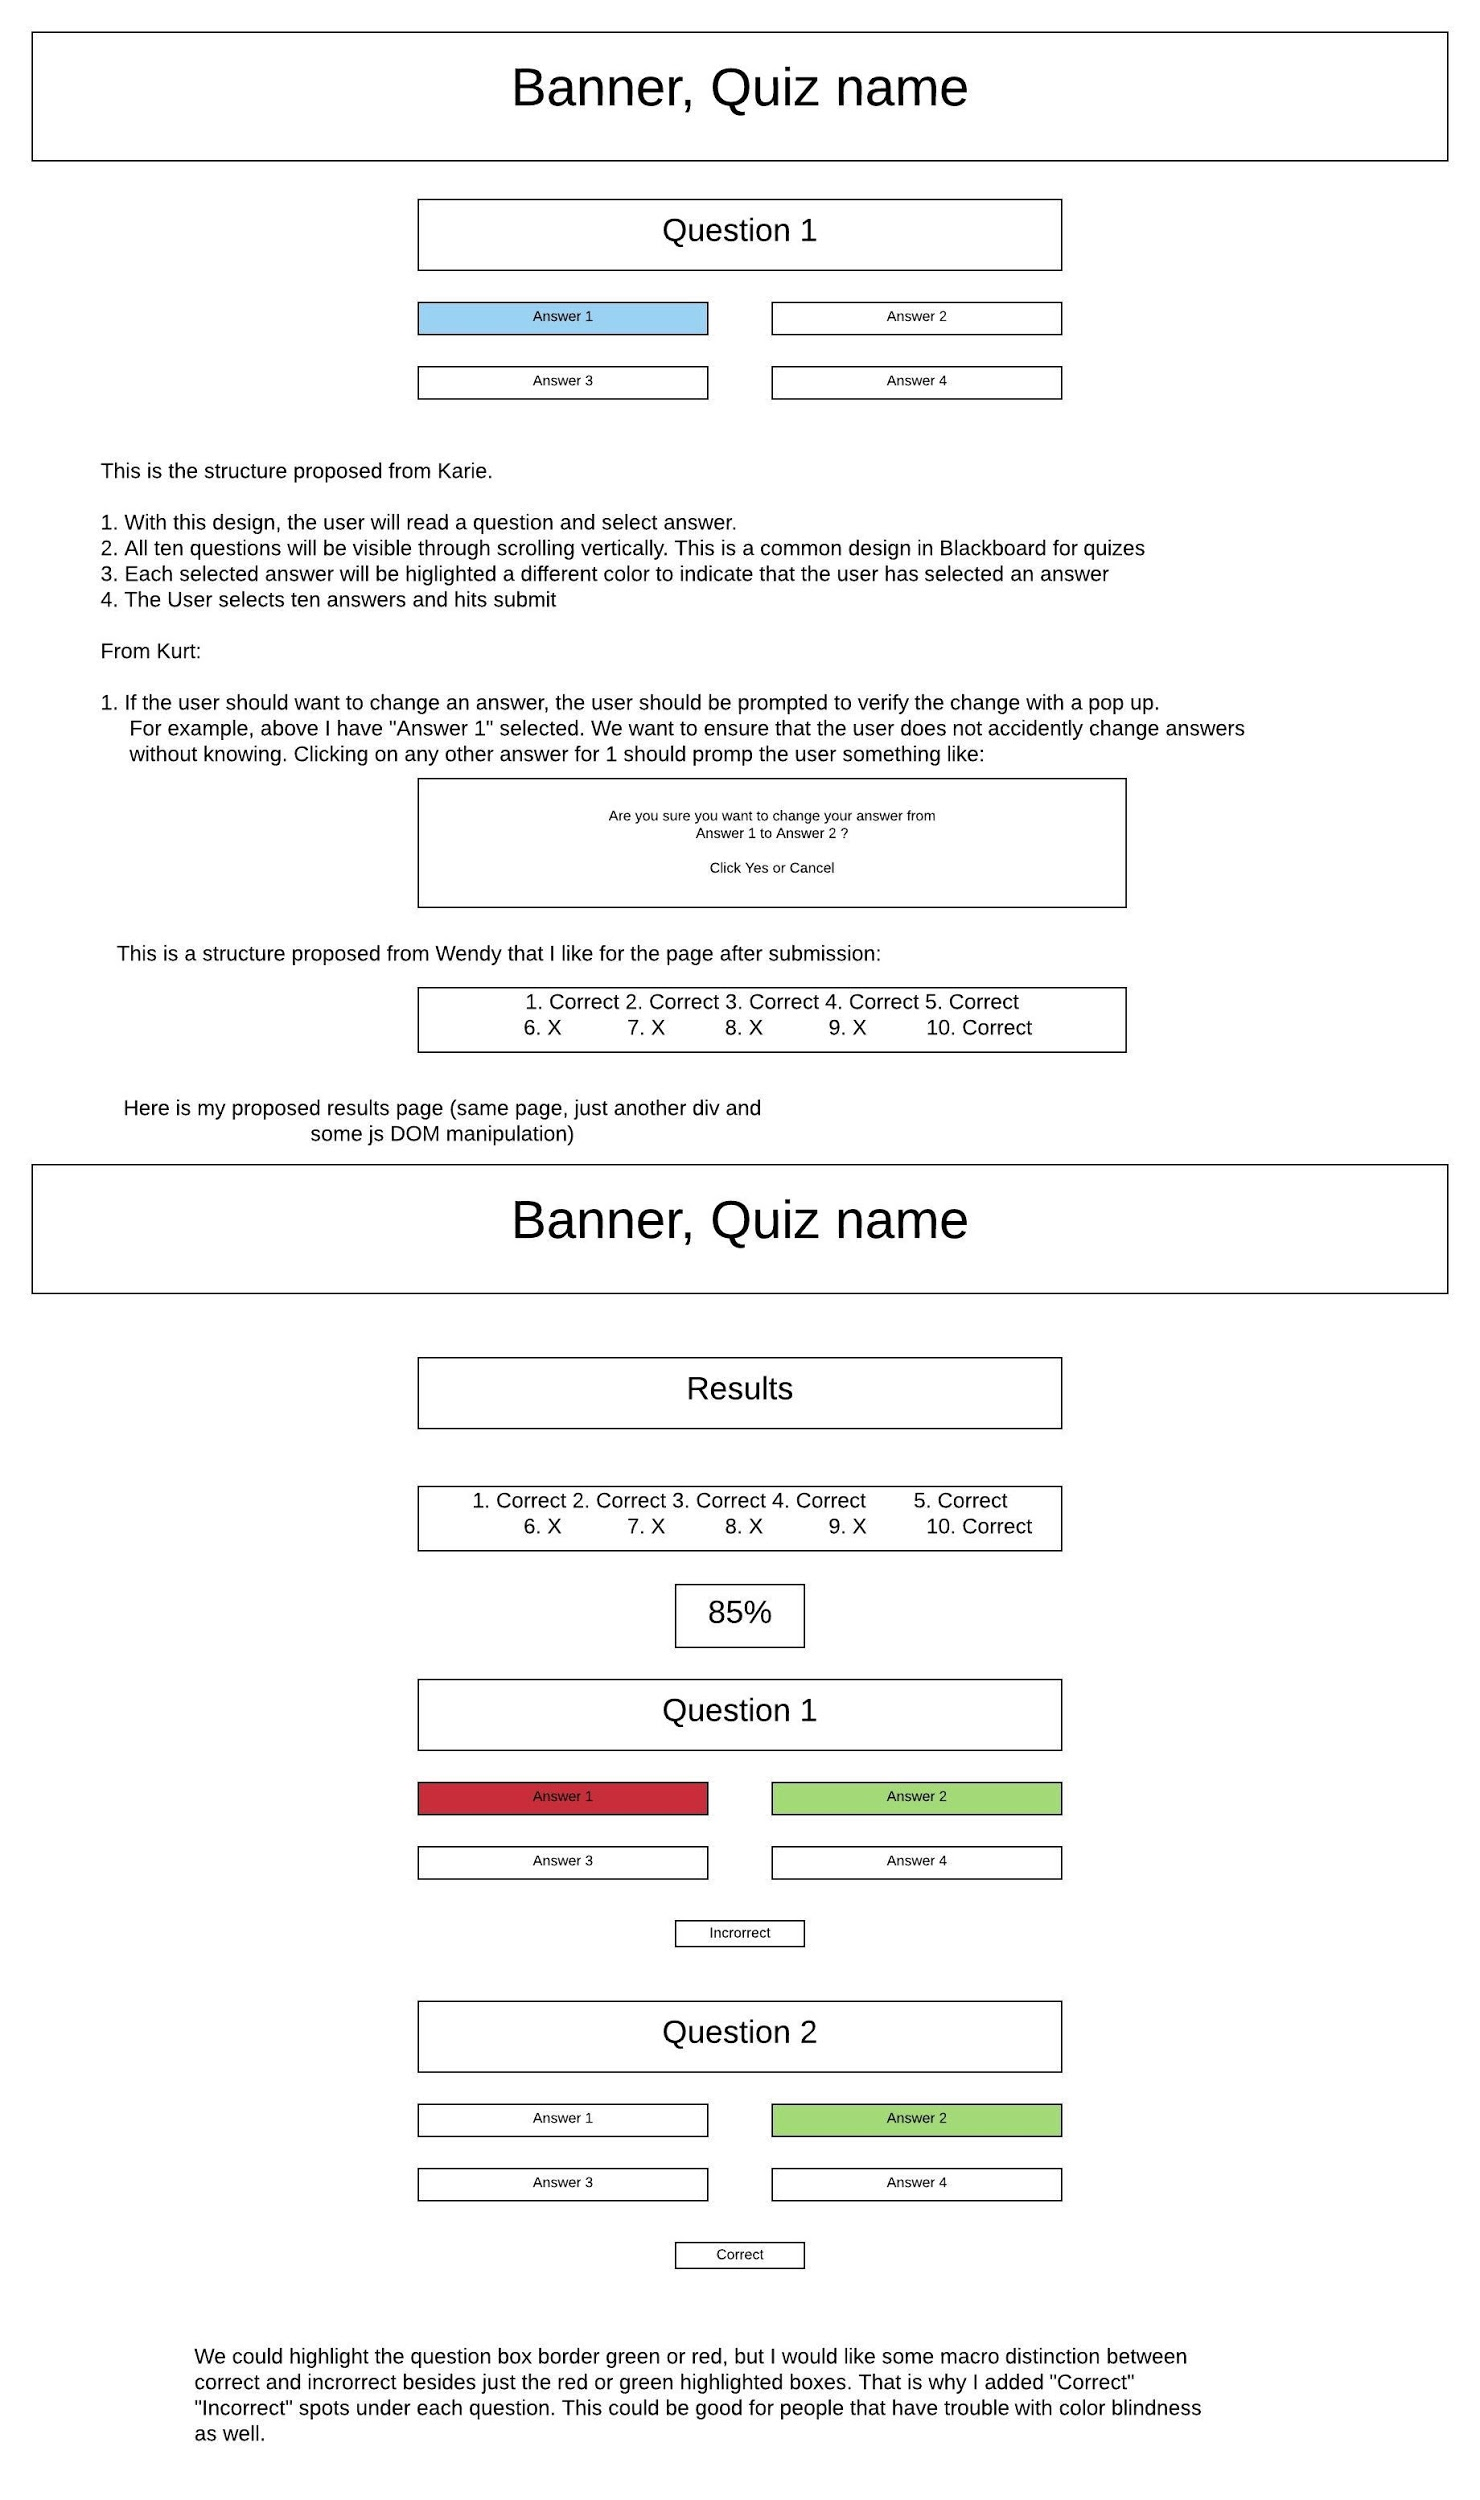 Banner, Quiz name
Question 1
Answer 1
Answer 2
Answer 3
Answer 4
This is the structure proposed from Karie.
1. With this design, the user will read a question and select answer.
2. All ten questions will be visible through scrolling vertically. This is a common design in Blackboard for quizes
3. Each selected answer will be higlighted a different color to indicate that the user has selected an answer
4. The User selects ten answers and hits submit
From Kurt:
1. If the user should want to change an answer, the user should be prompted to verify the change with a pop up.
For example, above I have "Answer 1" selected. We want to ensure that the user does not accidently change answers
without knowing. Clicking on any other answer for 1 should promp the user something like:
Are you sure you want to change your answer from
Answer 1 to Answer 2 ?
Click Yes or Cancel
This is a structure proposed from Wendy that I like for the page after submission:
1. Correct 2. Correct 3. Correct 4. Correct 5. Correct
6. X 7. X 8. X 9. X 10. Correct
Here is my proposed results page (same page, just another div and
some js DOM manipulation)
Banner, Quiz name
Results
1. Correct 2. Correct 3. Correct 4. Correct 5. Correct
6. X 7. X 8. X 9. X 10. Correct
85%
Question 1
Answer 1
Answer 2
Answer 3
Answer 4
Incrorrect
Question 2
Answer 1
Answer 2
Answer 3
Answer 4
Correct
We could highlight the question box border green or red, but I would like some macro distinction between
correct and incrorrect besides just the red or green highlighted boxes. That is why I added "Correct"
"Incorrect" spots under each question. This could be good for people that have trouble with color blindness
as well.